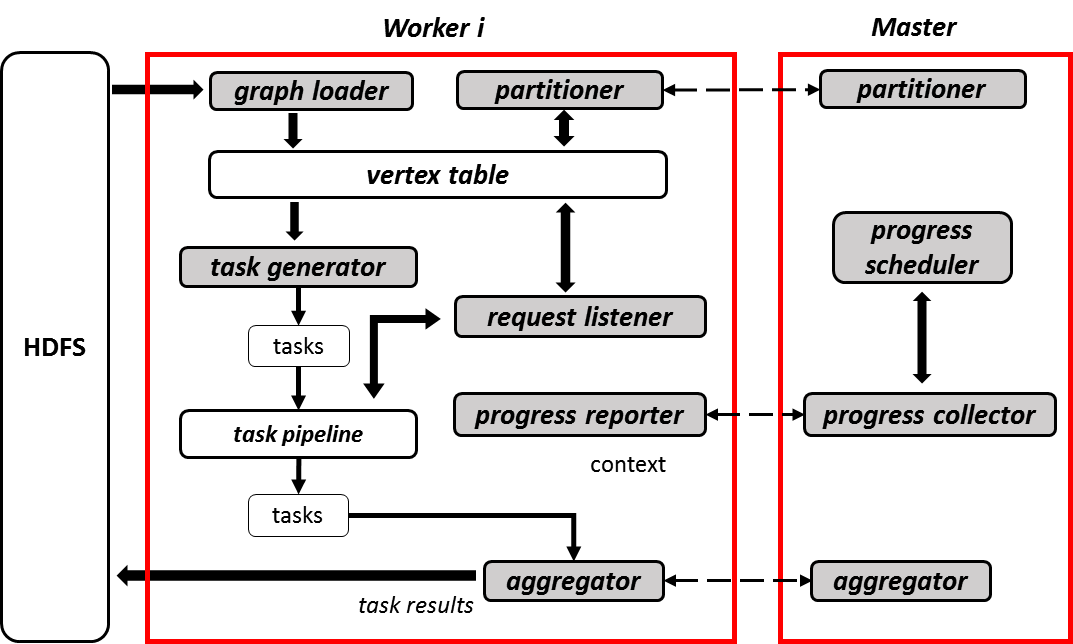 Worker i
Master
graph loader
partitioner
partitioner
vertex table
progress
scheduler
task generator
request listener
tasks
HDFS
progress reporter
progress collector
task pipeline
context
tasks
aggregator
aggregator
task results